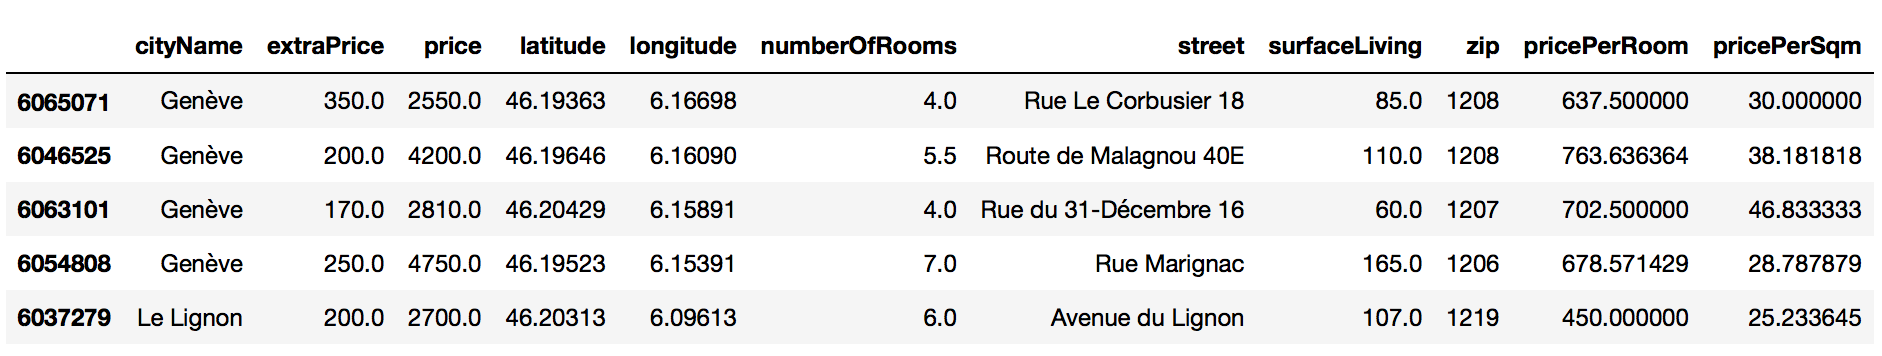 cityName extraPrice price latitude longitude numberOfRooms street surfaceLiving zip pricePerRoom pricePerSqm
6065071 Genève 350.0 2550.0 46.19363 6.16698 4.0 Rue Le Corbusier 18 85.0 1208 637.500000 30.000000
6046525 Genève 200.0 4200.0 46.19646 6.16090 5.5 Route de Malagnou 40E 110.0 1208 763.636364 38.181818
6063101 Genève 170.0 2810.0 46.20429 6.15891 4.0 Rue du 31-Décembre 16 60.0 1207 702.500000 46.833333
6054808 Genève 250.0 4750.0 46.19523 6.15391 7.0 Rue Marignac 165.0 1206 678.571429 28.787879
6037279 Le Lignon 200.0 2700.0 46.20313 6.09613 6.0 Avenue du Lignon 107.0 1219 450.000000 25.233645